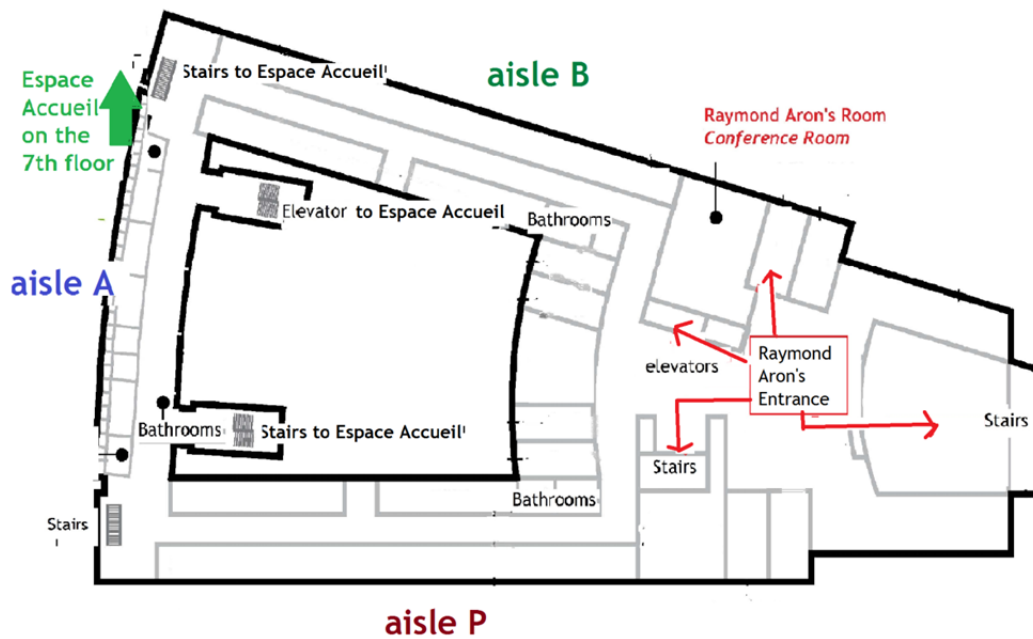 Stairs to Espace Accueil
aisle B
Espace
Accueil
on the
7th floor
Raymond Aron's Room
Conference Room
Elevator to Espace Accueil
Bathrooms
aisle A
elevators
Raymond
Aron's
Entrance
Bathrooms
Stairs to Espace Accueil
Stairs
Stairs
Bathrooms
Stairs
aisle P